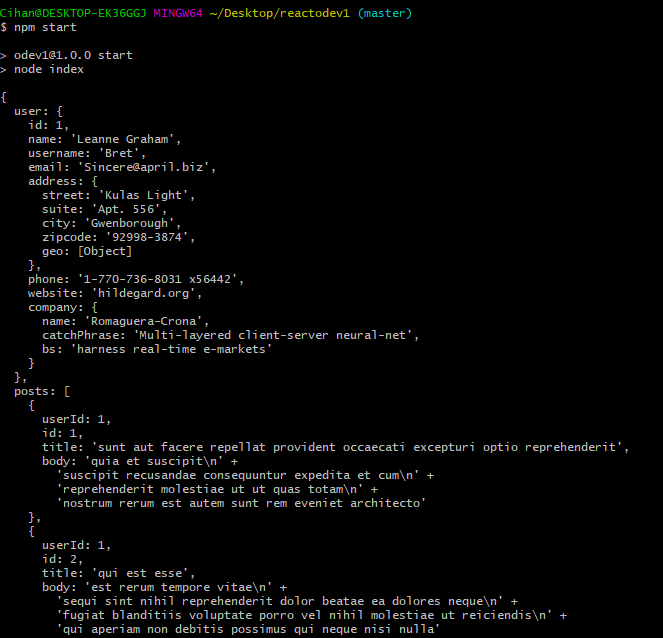 Cihan@DESKTOP-EK36GGJ MINGW64 ~/Desktop/reactodev1 (master)
$ npm start

> odev1@1.0.0 start
> node index

{
  user: {
    id: 1,
    name: 'Leanne Graham',
    username: 'Bret',
    email: 'Sincere@april.biz',
    address: {
      street: 'Kulas Light',
      suite: 'Apt. 556',
      city: 'Gwenborough',
      zipcode: '92998-3874',
      geo: [Object]
    },
    phone: '1-770-736-8031 x56442',
    website: 'hildegard.org',
    company: {
      name: 'Romaguera-Crona',
      catchPhrase: 'Multi-layered client-server neural-net',
      bs: 'harness real-time e-markets'
    }
  },
  posts: [
    {
      userId: 1,
      id: 1,
      title: 'sunt aut facere repellat provident occaecati excepturi optio reprehenderit',
      body: 'quia et suscipit\n' +
        'suscipit recusandae consequuntur expedita et cum\n' +
        'reprehenderit molestiae ut ut quas totam\n' +
        'nostrum rerum est autem sunt rem eveniet architecto'
    },
    {
      userId: 1,
      id: 2,
      title: 'qui est esse',
      body: 'est rerum tempore vitae\n' +
        'sequi sint nihil reprehenderit dolor beatae ea dolores neque\n' +
        'fugiat blanditiis voluptate porro vel nihil molestiae ut reiciendis\n' +
        'qui aperiam non debitis possimus qui neque nisi nulla'